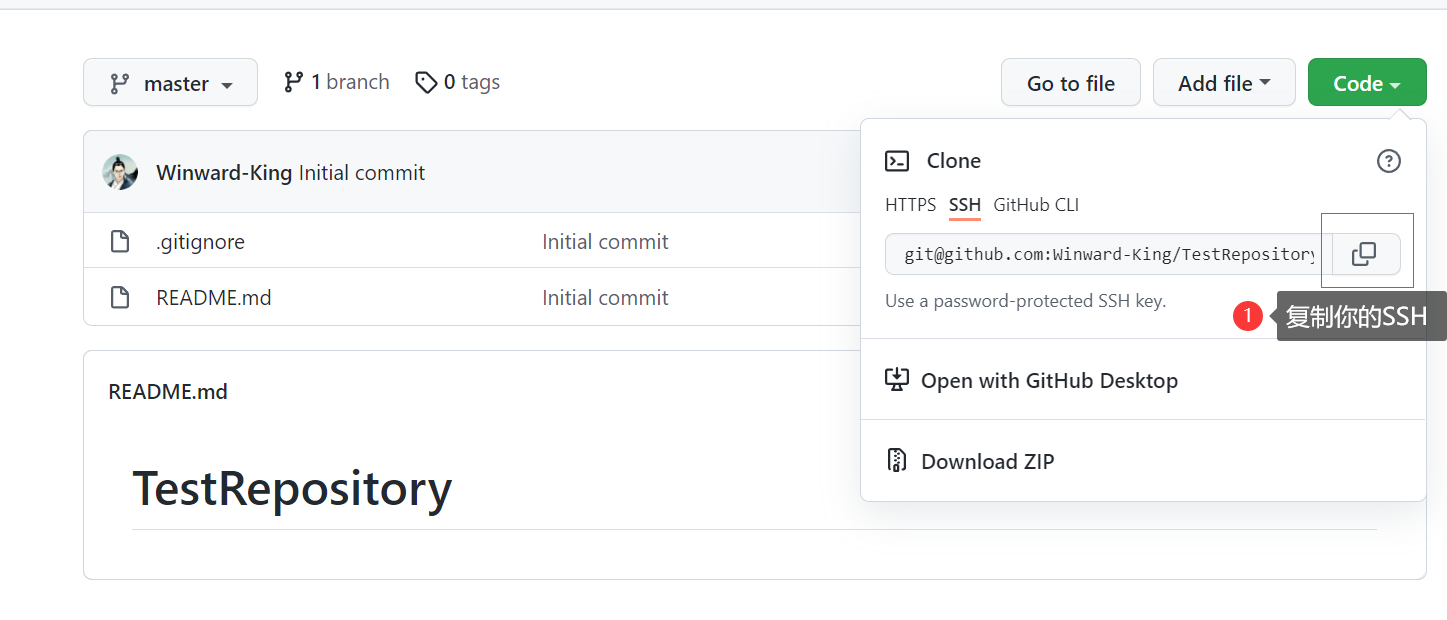 master 1 branch 0 tags Go to file Add file Code
Winward-King Initial commit
.gitignore Initial commit
README.md Initial commit
README.md
TestRepository
Clone
HTTPS SSH GitHub CLI
git@github.com:Winward-King/TestRepository
Use a password-protected SSH key.
1 复制你的SSH
Open with GitHub Desktop
Download ZIP